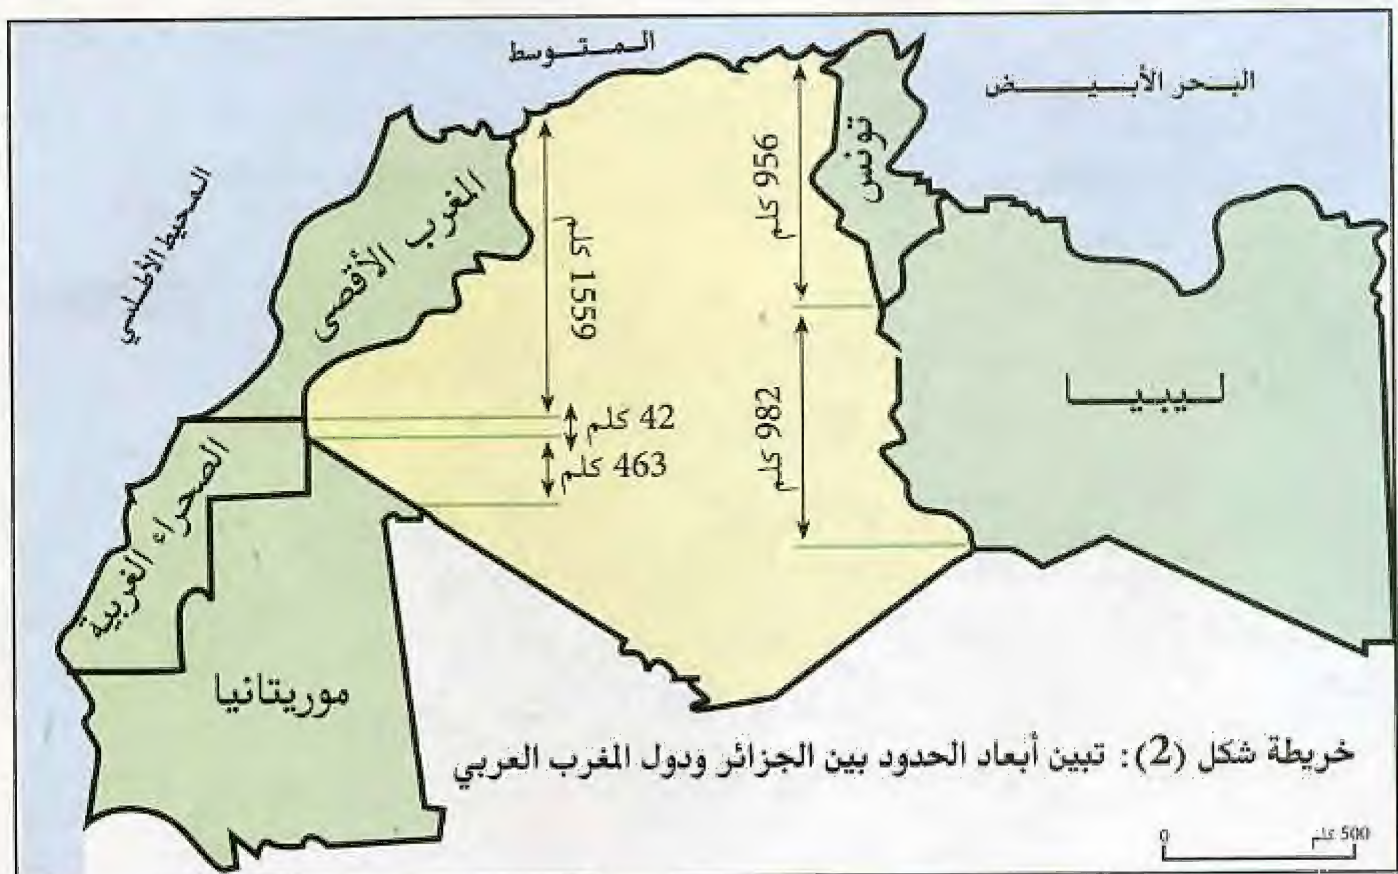 المتوسط
البحر الأبيض
المحيط الأطلسي
تونس
المغرب الأقصى
956 كلم
1559 كلم
982 كلم
ليبيا
42 كلم
463 كلم
الصحراء الغربية
موريتانيا
خريطة شكل (2): تبين أبعاد الحدود بين الجزائر ودول المغرب العربي
0 500 كلم